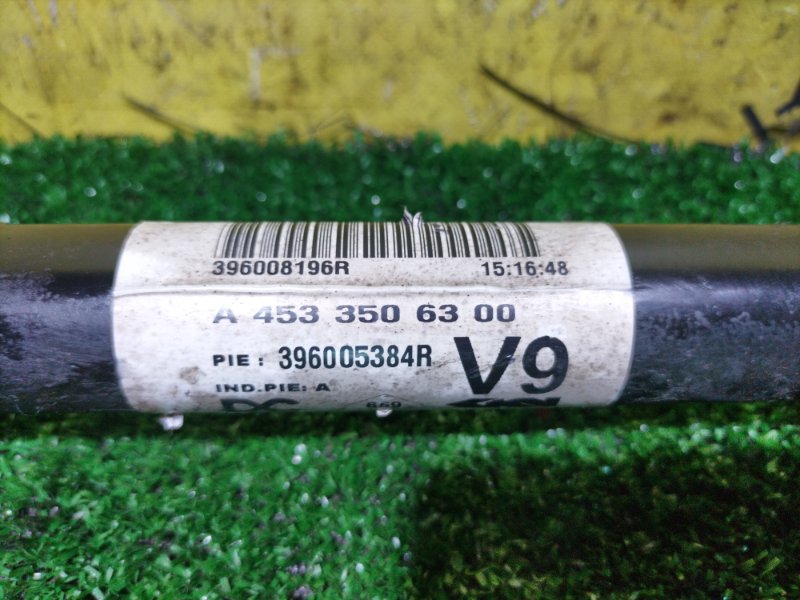 396008196R 15:16:48
A 453 350 63 00
PIE: 396005384R V9
IND.PIE: A